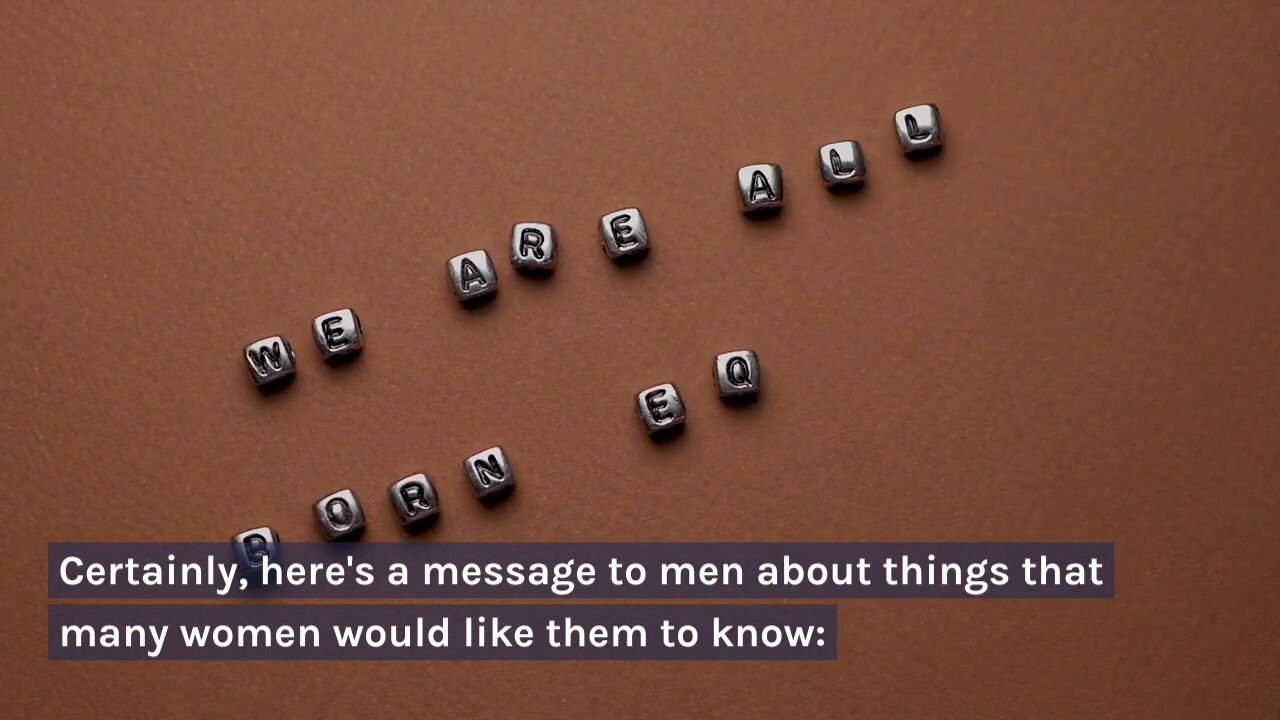 WE ARE ALL
BORN EQ
Certainly, here's a message to men about things that
many women would like them to know: